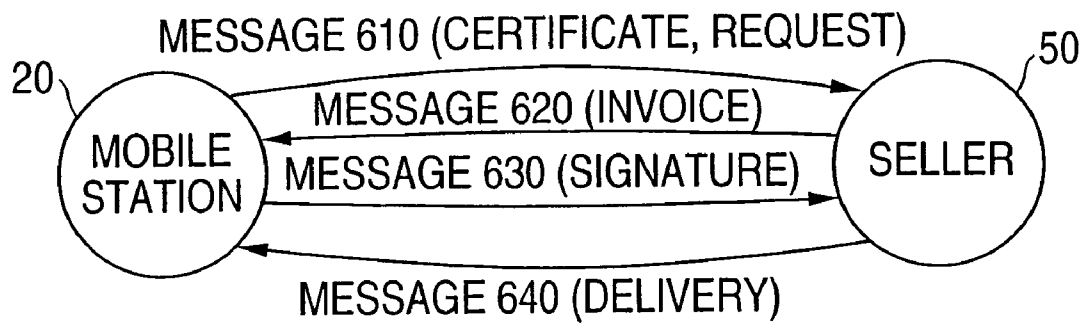 MESSAGE 610 (CERTIFICATE, REQUEST)
20
50
MESSAGE 620 (INVOICE)
MOBILE
STATION
SELLER
MESSAGE 630 (SIGNATURE)
MESSAGE 640 (DELIVERY)